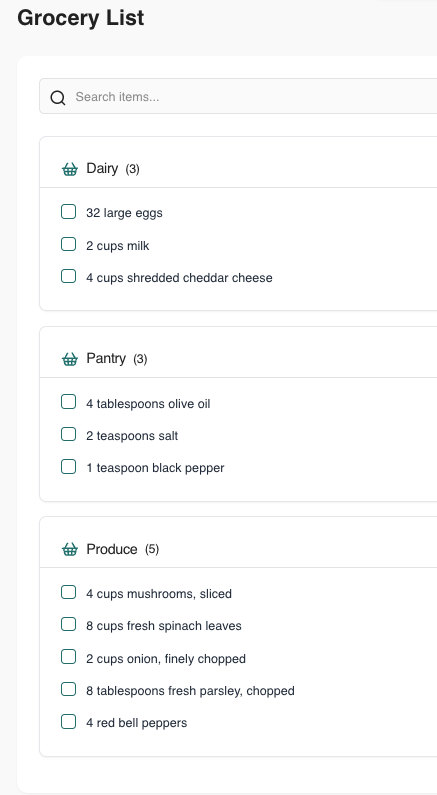 Grocery List
Search items...
Dairy (3)
32 large eggs
2 cups milk
4 cups shredded cheddar cheese
Pantry (3)
4 tablespoons olive oil
2 teaspoons salt
1 teaspoon black pepper
Produce (5)
4 cups mushrooms, sliced
8 cups fresh spinach leaves
2 cups onion, finely chopped
8 tablespoons fresh parsley, chopped
4 red bell peppers